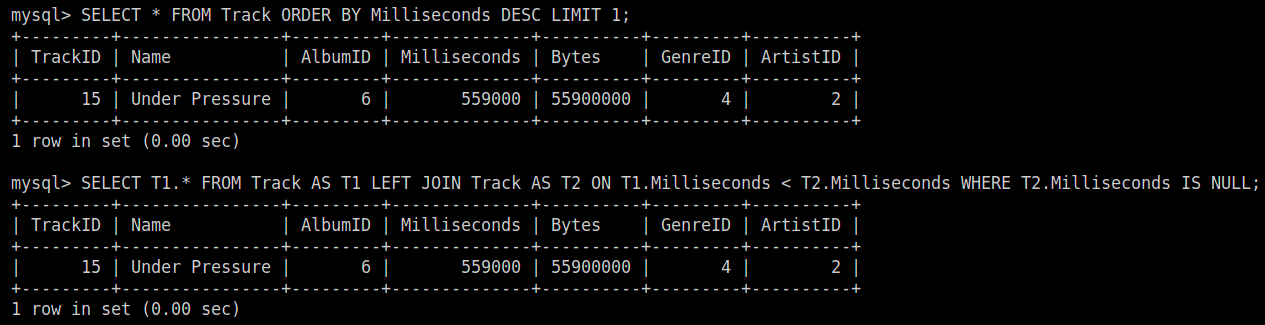 mysql> SELECT * FROM Track ORDER BY Milliseconds DESC LIMIT 1;
+---------+----------------+---------+--------------+----------+---------+----------+
| TrackID | Name           | AlbumID | Milliseconds | Bytes    | GenreID | ArtistID |
+---------+----------------+---------+--------------+----------+---------+----------+
|      15 | Under Pressure |       6 |       559000 | 55900000 |       4 |        2 |
+---------+----------------+---------+--------------+----------+---------+----------+
1 row in set (0.00 sec)

mysql> SELECT T1.* FROM Track AS T1 LEFT JOIN Track AS T2 ON T1.Milliseconds < T2.Milliseconds WHERE T2.Milliseconds IS NULL;
+---------+----------------+---------+--------------+----------+---------+----------+
| TrackID | Name           | AlbumID | Milliseconds | Bytes    | GenreID | ArtistID |
+---------+----------------+---------+--------------+----------+---------+----------+
|      15 | Under Pressure |       6 |       559000 | 55900000 |       4 |        2 |
+---------+----------------+---------+--------------+----------+---------+----------+
1 row in set (0.00 sec)